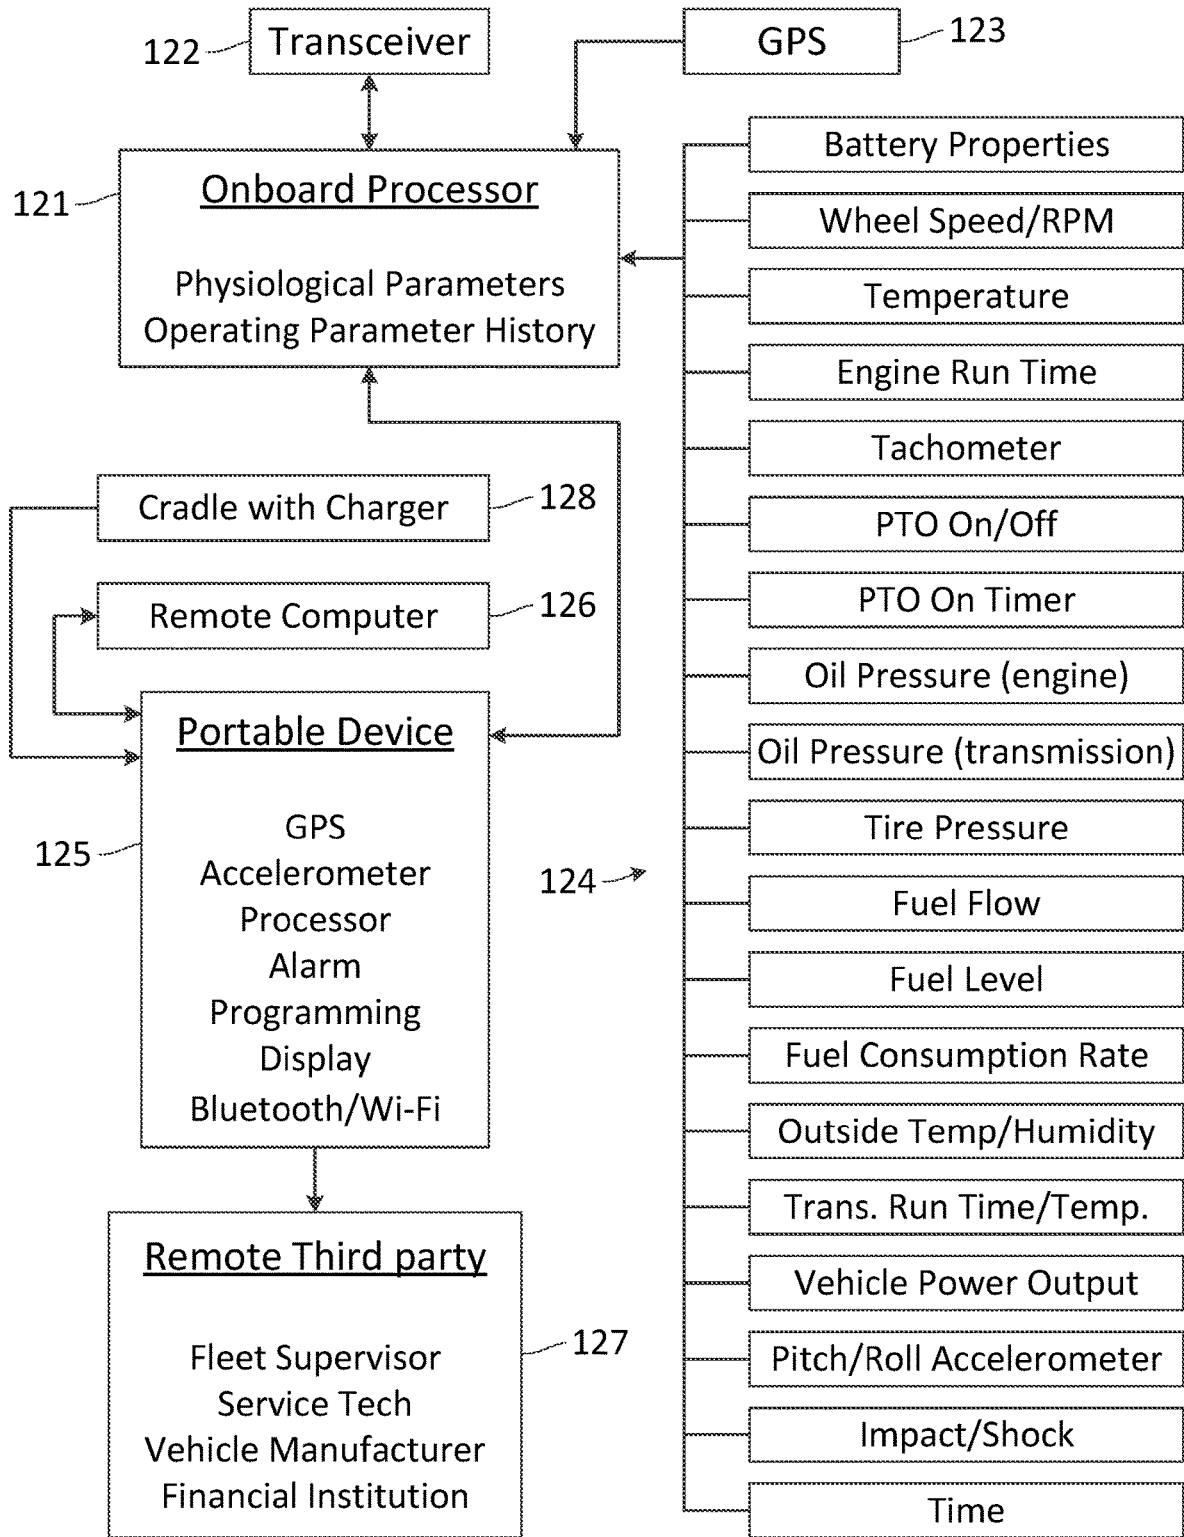 122
Transceiver
GPS
123
121
Onboard Processor
Physiological Parameters
Operating Parameter History
Cradle with Charger
128
Remote Computer
126
Portable Device
125
GPS
Accelerometer
Processor
Alarm
Programming
Display
Bluetooth/Wi-Fi
Remote Third party
127
Fleet Supervisor
Service Tech
Vehicle Manufacturer
Financial Institution
124
Battery Properties
Wheel Speed/RPM
Temperature
Engine Run Time
Tachometer
PTO On/Off
PTO On Timer
Oil Pressure (engine)
Oil Pressure (transmission)
Tire Pressure
Fuel Flow
Fuel Level
Fuel Consumption Rate
Outside Temp/Humidity
Trans. Run Time/Temp.
Vehicle Power Output
Pitch/Roll Accelerometer
Impact/Shock
Time